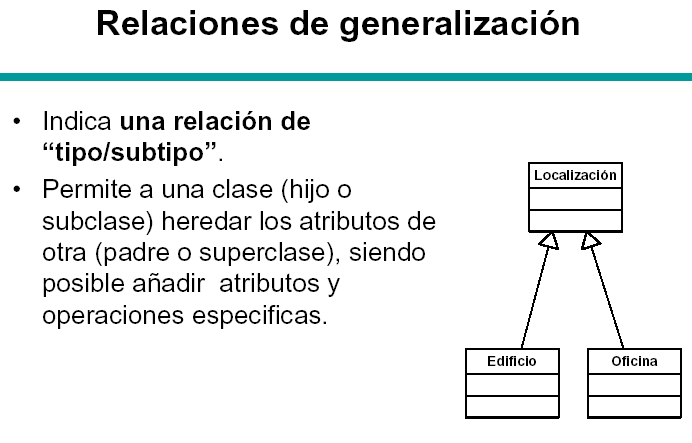 Relaciones de generalización
• Indica una relación de
“tipo/subtipo”.
• Permite a una clase (hijo o
subclase) heredar los atributos de
otra (padre o superclase), siendo
posible añadir  atributos y
operaciones especificas.
Localización
Edificio
Oficina